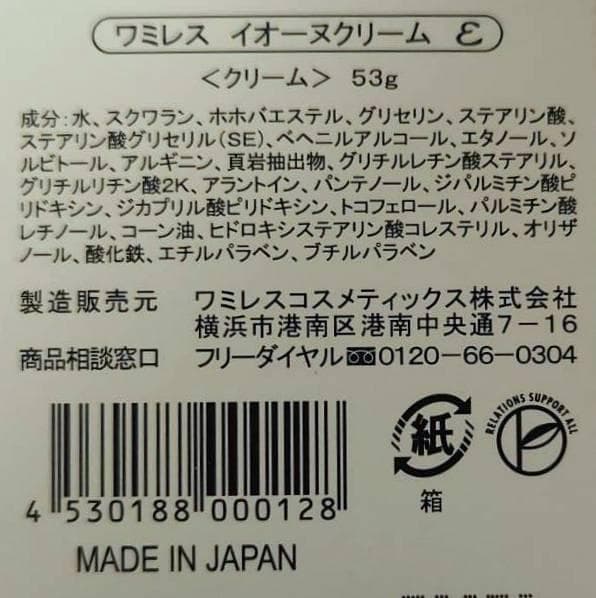 ワミレス イオーヌクリーム ε
＜クリーム＞ 53g
成分:水、スクワラン、ホホバエステル、グリセリン、ステアリン酸、
ステアリン酸グリセリル(SE)、ベヘニルアルコール、エタノール、ソ
ルビトール、アルギニン、頁岩抽出物、グリチルレチン酸ステアリル、
グリチルリチン酸2K、アラントイン、パンテノール、ジパルミチン酸ピ
リドキシン、ジカプリル酸ピリドキシン、トコフェロール、パルミチン酸
レチノール、コーン油、ヒドロキシステアリン酸コレステリル、オリザ
ノール、酸化鉄、エチルパラベン、ブチルパラベン
製造販売元 ワミレスコスメティックス株式会社
横浜市港南区港南中央通7－16
商品相談窓口 フリーダイヤル 0120－66－0304
RELATIONS SUPPORT ALL
紙
箱
4 530188 000128
MADE IN JAPAN